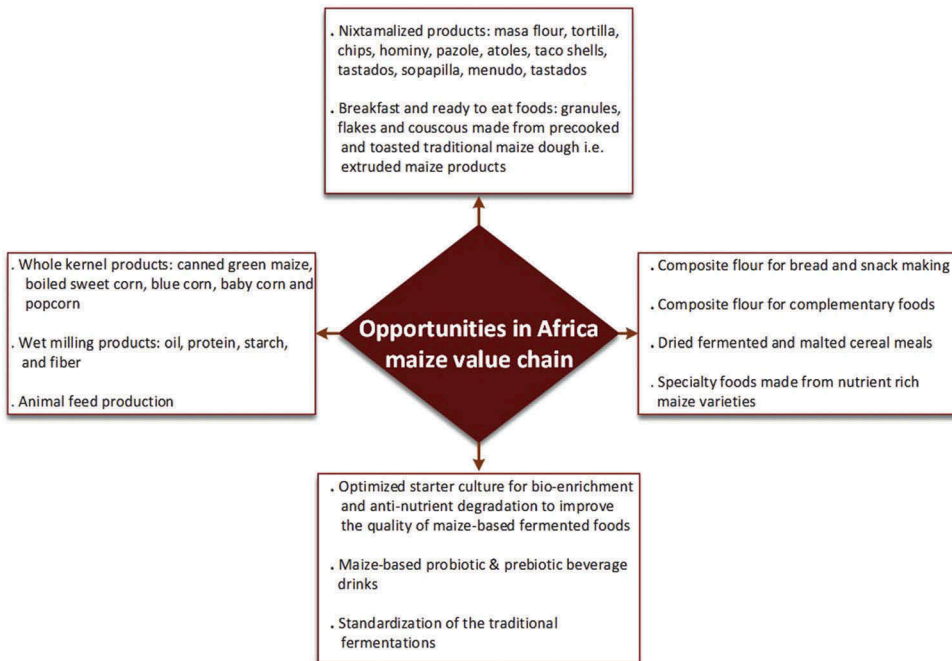 . Nixtamalized products: masa flour, tortilla,
chips, hominy, pazole, atoles, taco shells,
tastados, sopapilla, menudo, tastados
. Breakfast and ready to eat foods: granules,
flakes and couscous made from precooked
and toasted traditional maize dough i.e.
extruded maize products
. Whole kernel products: canned green maize,
boiled sweet corn, blue corn, baby corn and
popcorn
. Wet milling products: oil, protein, starch,
and fiber
. Animal feed production
Opportunities in Africa
maize value chain
. Composite flour for bread and snack making
. Composite flour for complementary foods
. Dried fermented and malted cereal meals
. Specialty foods made from nutrient rich
maize varieties
. Optimized starter culture for bio-enrichment
and anti-nutrient degradation to improve
the quality of maize-based fermented foods
. Maize-based probiotic & prebiotic beverage
drinks
. Standardization of the traditional
fermentations